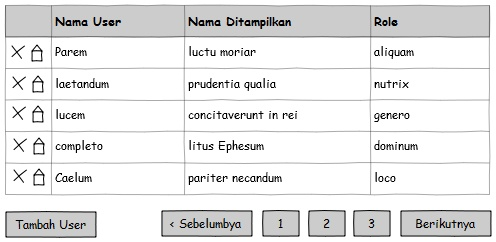 Nama User Nama Ditampilkan Role
Parem luctu moriar aliquam
laetandum prudentia qualia nutrix
lucem concitaverunt in rei genero
completo litus Ephesum dominum
Caelum pariter necandum loco
Tambah User < Sebelumbya 1 2 3 Berikutnya